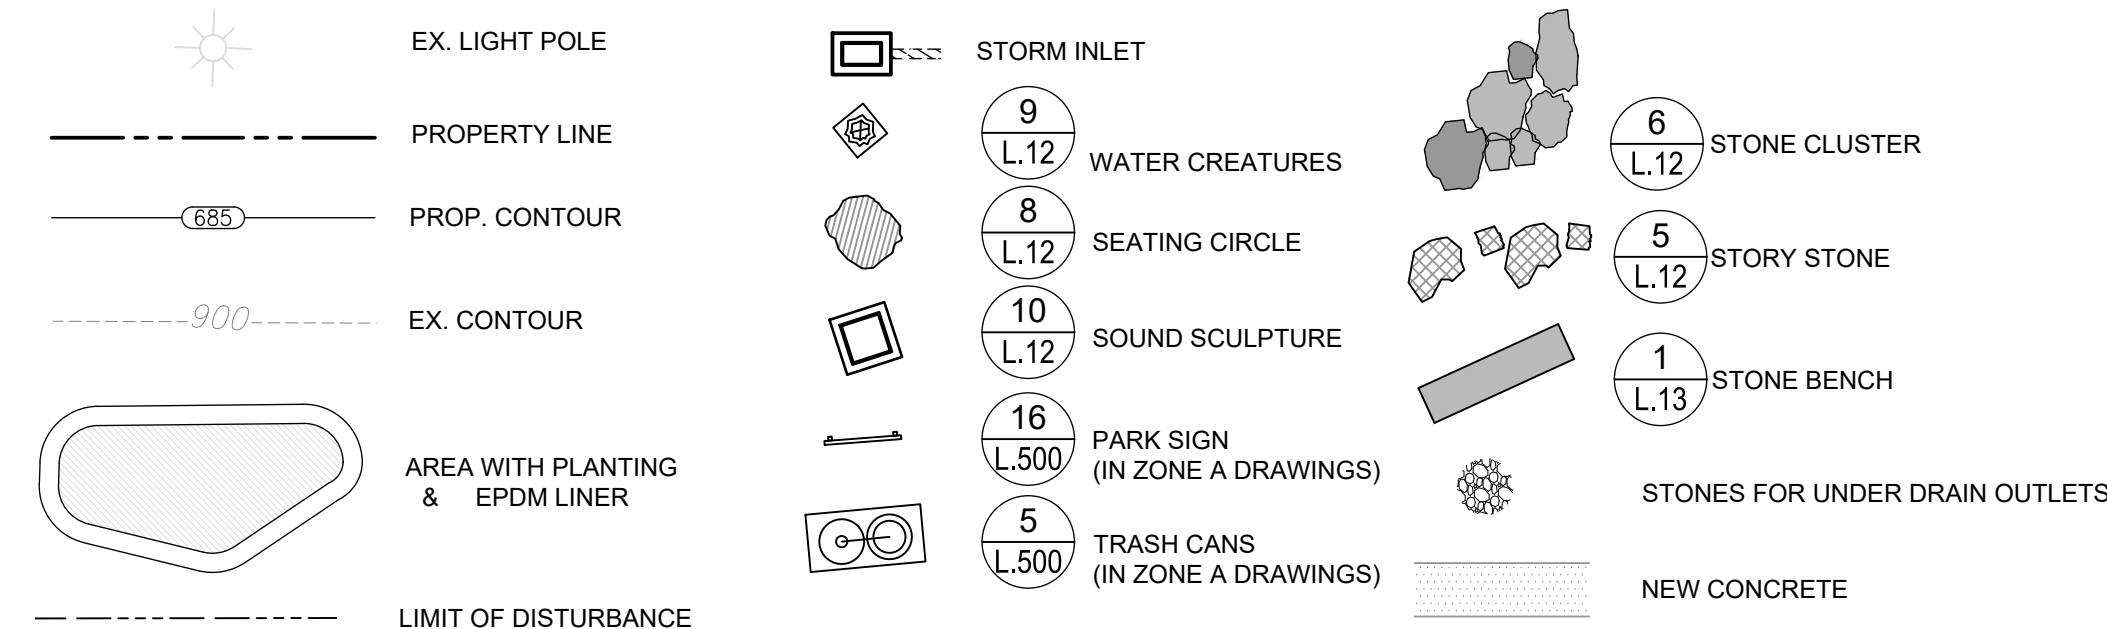 EX. LIGHT POLE
PROPERTY LINE
685
PROP. CONTOUR
900
EX. CONTOUR
AREA WITH PLANTING
& EPDM LINER
LIMIT OF DISTURBANCE
STORM INLET
9
L.12
WATER CREATURES
8
L.12
SEATING CIRCLE
10
L.12
SOUND SCULPTURE
16
L.500
PARK SIGN
(IN ZONE A DRAWINGS)
5
L.500
TRASH CANS
(IN ZONE A DRAWINGS)
6
L.12
STONE CLUSTER
5
L.12
STORY STONE
1
L.13
STONE BENCH
STONES FOR UNDER DRAIN OUTLETS
NEW CONCRETE